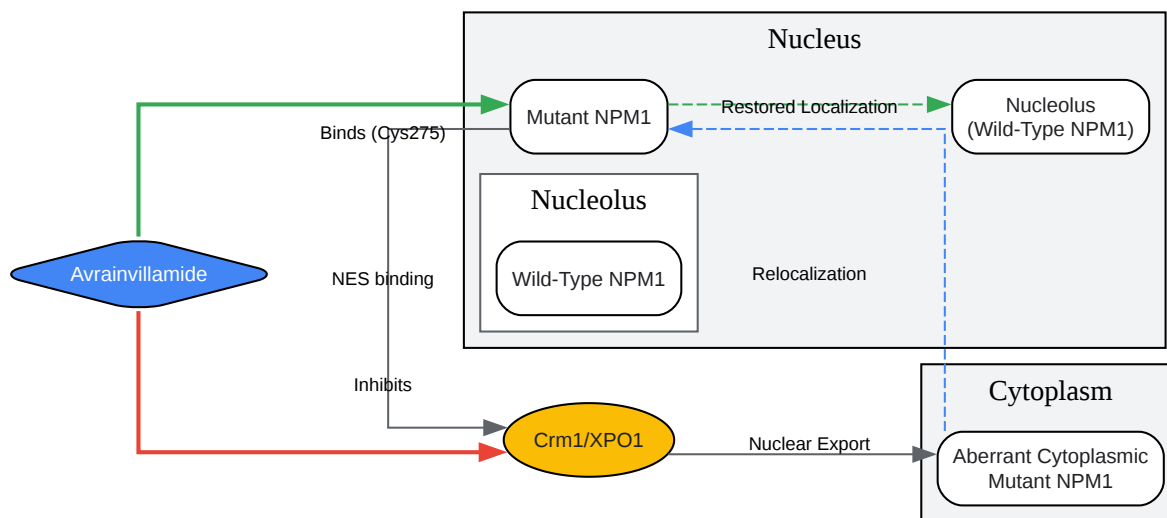 Nucleus
Mutant NPM1
Restored Localization
Nucleolus
(Wild-Type NPM1)
Binds (Cys275)
Nucleolus
Wild-Type NPM1
Avrainvillamide
NES binding
Relocalization
Inhibits
Cytoplasm
Crm1/XPO1
Nuclear Export
Aberrant Cytoplasmic
Mutant NPM1